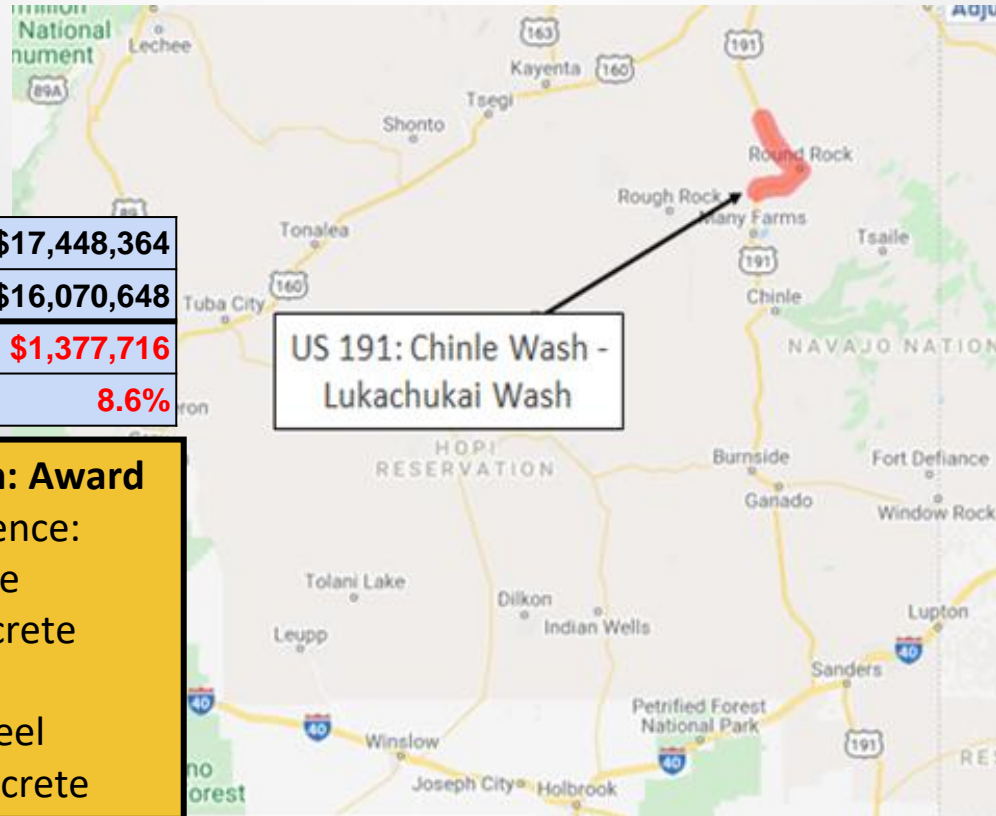 National
Lechee
89A
163
191
Kayenta
160
Tsegi
Shonto
Round Rock
Rough Rock
Many Farms
89
$17,448,364
Tonalea
Tsaile
191
$16,070,648
160
Tuba City
Chinle
$1,377,716
US 191: Chinle Wash -
Lukachukai Wash
NAVAJO NATION
8.6%
HOPI
RESERVATION
Burnside
Fort Defiance
: Award
Ganado
Window Rock
ence:
Tolani Lake
Dilkon
Indian Wells
Lupton
crete
Leupp
40
Sanders
40
Petrified Forest
National Park
40
eel
Winslow
40
191
crete
Joseph City
Holbrook